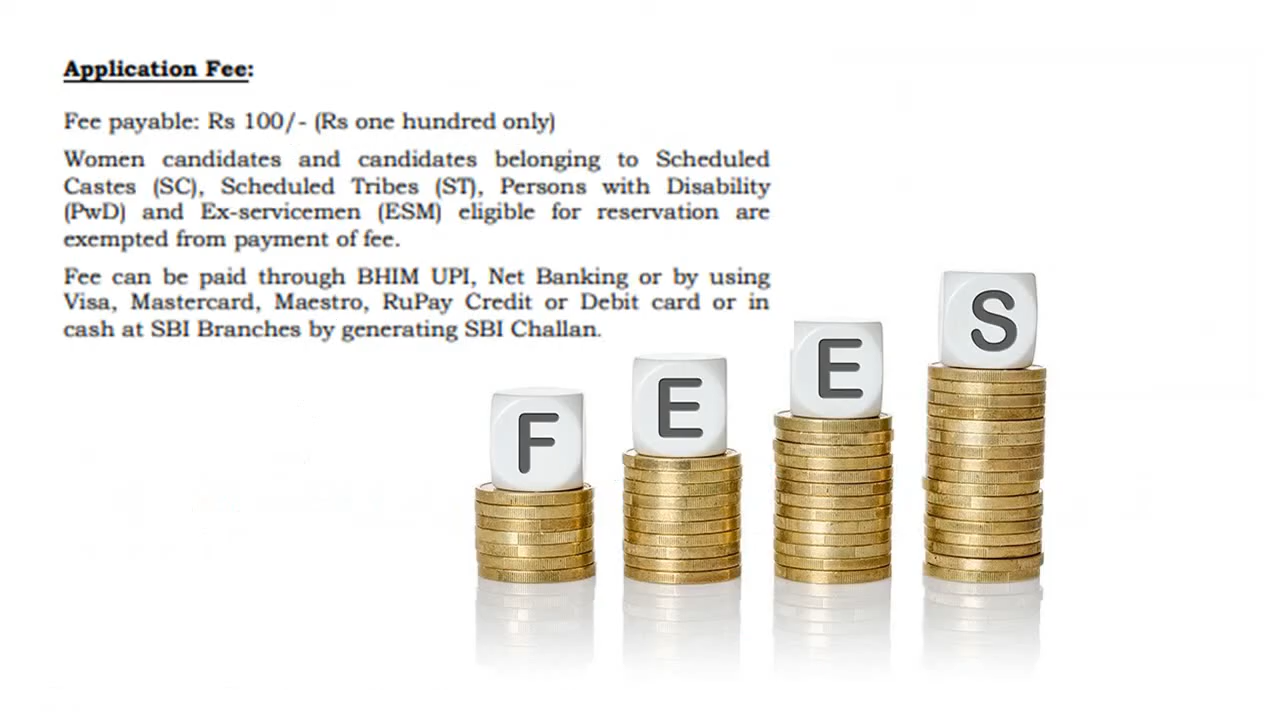 Application Fee:
Fee payable: Rs 100/- (Rs one hundred only)
Women candidates and candidates belonging to Scheduled
Castes (SC), Scheduled Tribes (ST), Persons with Disability
(PwD) and Ex-servicemen (ESM) eligible for reservation are
exempted from payment of fee.
Fee can be paid through BHIM UPI, Net Banking or by using
Visa, Mastercard, Maestro, RuPay Credit or Debit card or in
cash at SBI Branches by generating SBI Challan.
F E E S